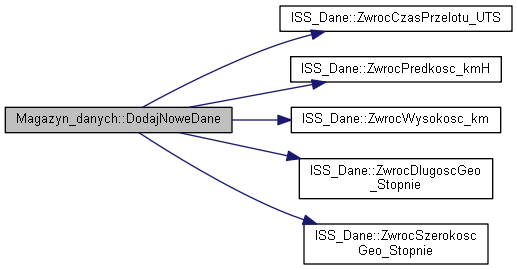 ISS_Dane::ZwrocCzasPrzelotu_UTS
ISS_Dane::ZwrocPredkosc_kmH
Magazyn_danych::DodajNoweDane
ISS_Dane::ZwrocWysokosc_km
ISS_Dane::ZwrocDlugoscGeo
_Stopnie
ISS_Dane::ZwrocSzerokosc
Geo_Stopnie